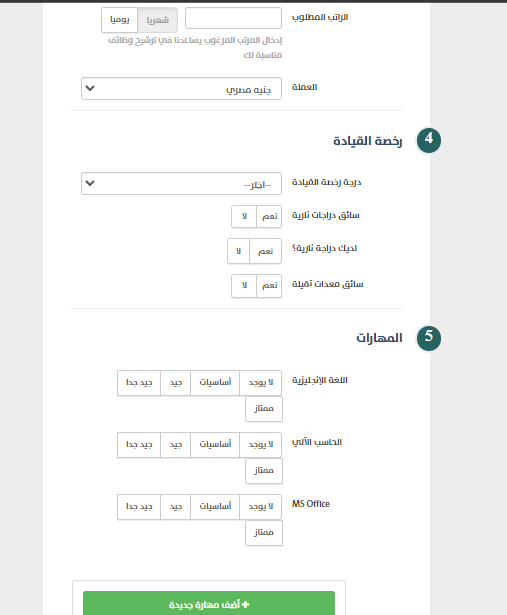 الراتب المطلوب
شهريا
يوميا
إدخال المرتب المرغوب يساعدنا في ترشيح وظائف
مناسبة لك
العملة
جنيه مصري
4
رخصة القيادة
درجة رخصة القيادة
--اختر--
سائق دراجات نارية
نعم
لا
لديك دراجة نارية؟
نعم
لا
سائق معدات ثقيلة
نعم
لا
5
المهارات
اللغة الإنجليزية
لا يوجد
أساسيات
جيد
جيد جدا
ممتاز
الحاسب الآلي
لا يوجد
أساسيات
جيد
جيد جدا
ممتاز
MS Office
لا يوجد
أساسيات
جيد
جيد جدا
ممتاز
+ أضف مهارة جديدة